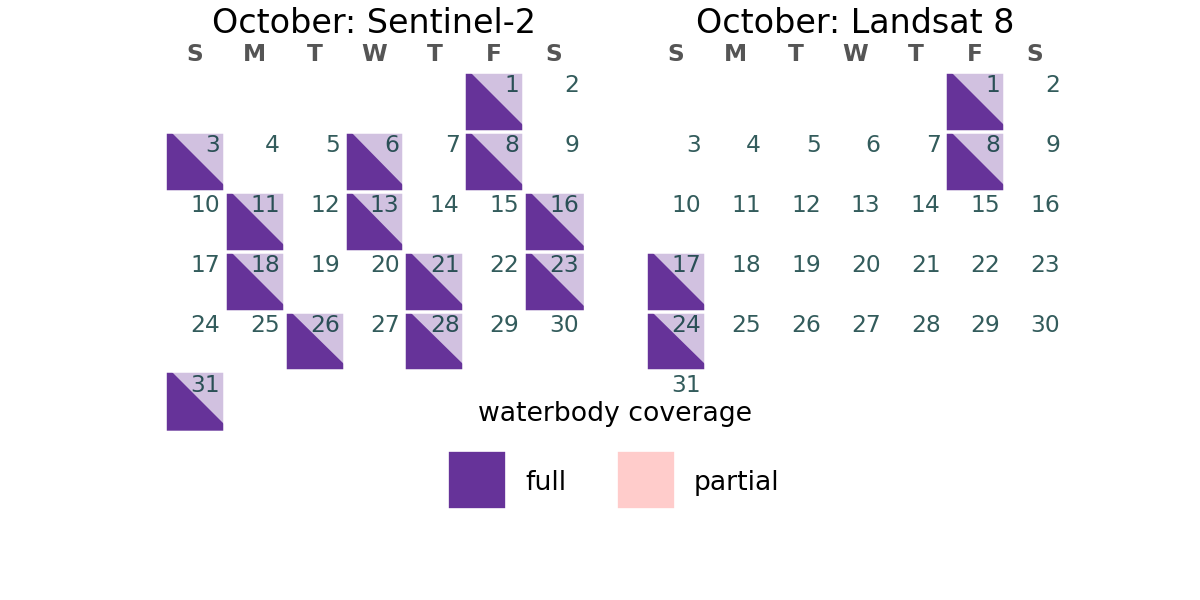 October: Sentinel-2
S M T W T F S
1 2
3 4 5 6 7 8 9
10 11 12 13 14 15 16
17 18 19 20 21 22 23
24 25 26 27 28 29 30
31
October: Landsat 8
S M T W T F S
1 2
3 4 5 6 7 8 9
10 11 12 13 14 15 16
17 18 19 20 21 22 23
24 25 26 27 28 29 30
31
waterbody coverage
full partial